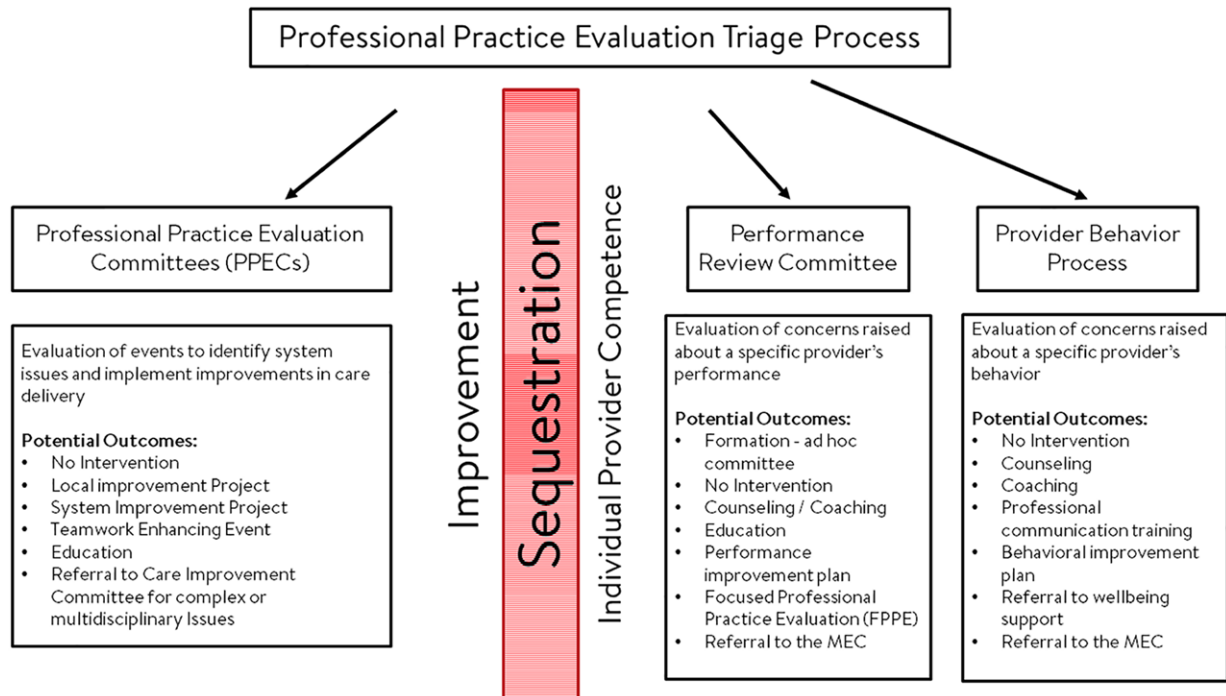 Professional Practice Evaluation Triage Process
Professional Practice Evaluation
Committees (PPECs)
Evaluation of events to identify system
issues and implement improvements in care
delivery
Potential Outcomes:
• No Intervention
• Local improvement Project
• System Improvement Project
• Teamwork Enhancing Event
• Education
• Referral to Care Improvement
Committee for complex or
multidisciplinary Issues
Improvement
Sequestration
Individual Provider Competence
Performance
Review Committee
Evaluation of concerns raised
about a specific provider's
performance
Potential Outcomes:
• Formation - ad hoc
committee
• No Intervention
• Counseling / Coaching
• Education
• Performance
improvement plan
• Focused Professional
Practice Evaluation (FPPE)
• Referral to the MEC
Provider Behavior
Process
Evaluation of concerns raised
about a specific provider's
behavior
Potential Outcomes:
• No Intervention
• Counseling
• Coaching
• Professional
communication training
• Behavioral improvement
plan
• Referral to wellbeing
support
• Referral to the MEC